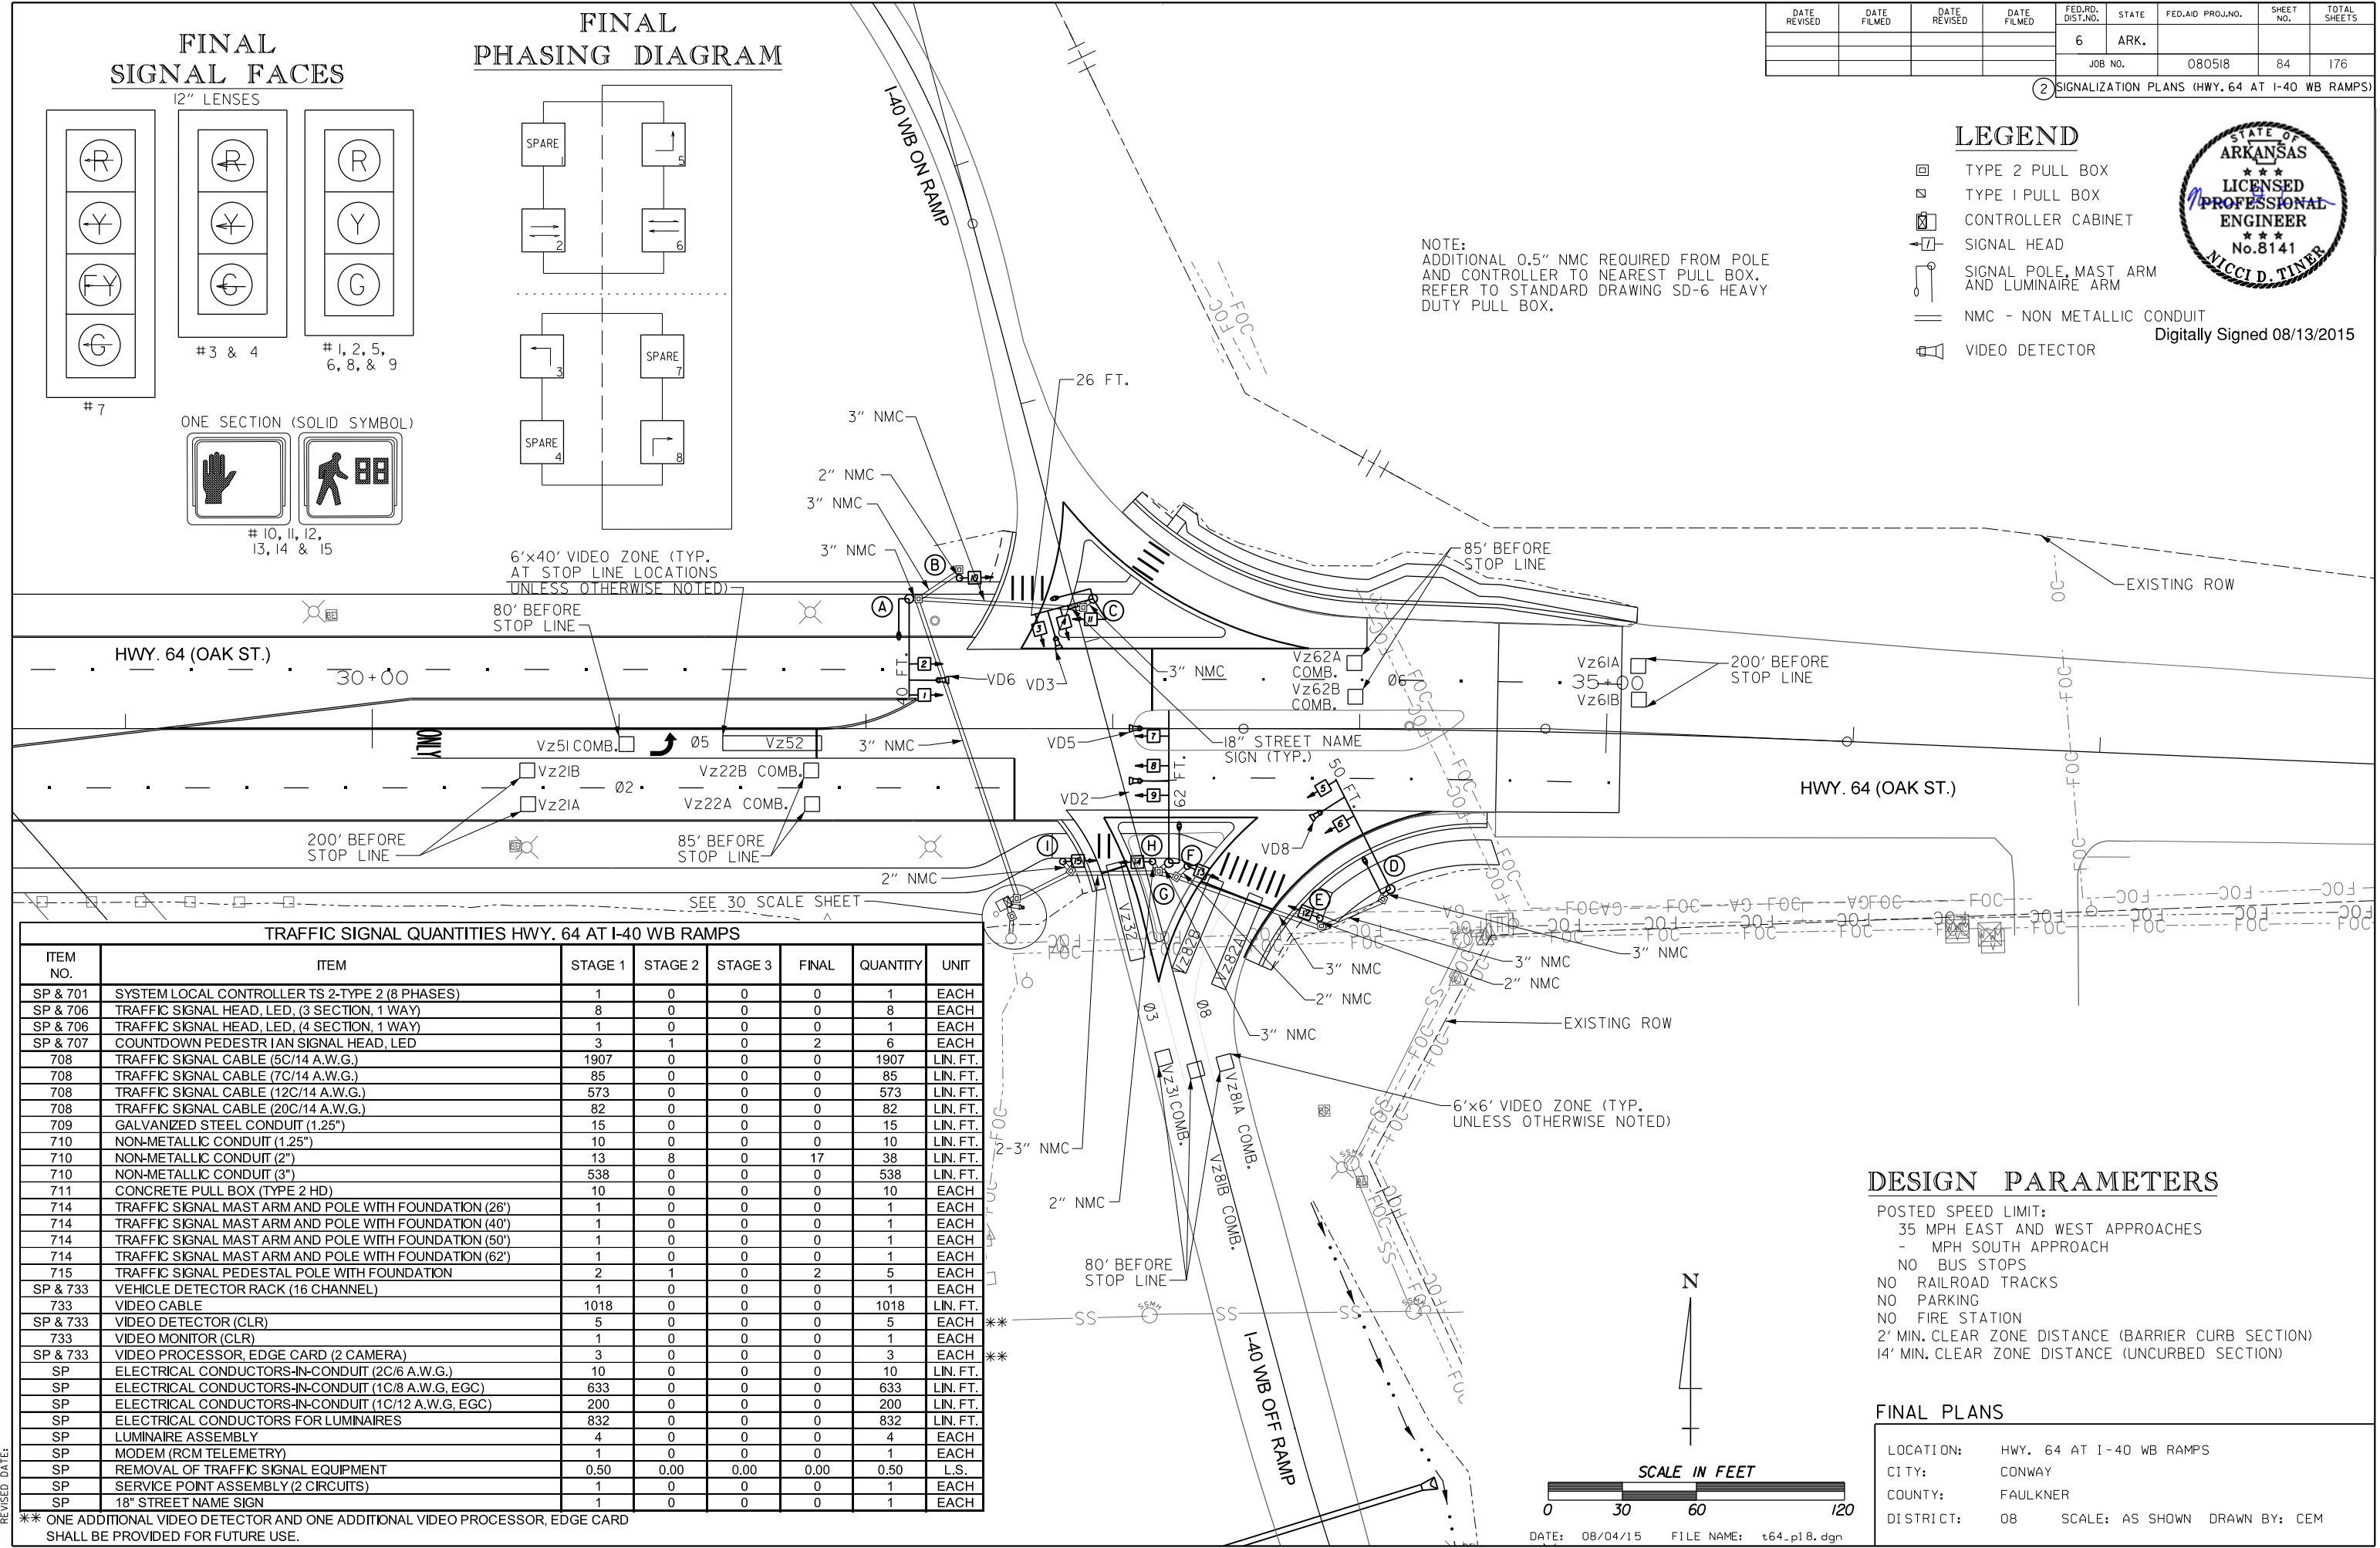 DATE REVISED DATE FILMED DATE REVISED DATE FILMED FED.RD. DIST.NO. STATE FED.AID PROJ.NO. SHEET NO. TOTAL SHEETS
6 ARK.
JOB NO. 080518 84 176
2 SIGNALIZATION PLANS (HWY. 64 AT I-40 WB RAMPS)
FINAL
SIGNAL FACES
12" LENSES
R R R
Y Y Y
FY G G
G
#7
#3 & 4
# 1, 2, 5,
6, 8, & 9
ONE SECTION (SOLID SYMBOL)
88
# 10, 11, 12,
13, 14 & 15
FINAL
PHASING DIAGRAM
SPARE 1
5
2
6
3
SPARE 7
SPARE 4
8
I-40 WB ON RAMP
NOTE:
ADDITIONAL 0.5" NMC REQUIRED FROM POLE
AND CONTROLLER TO NEAREST PULL BOX.
REFER TO STANDARD DRAWING SD-6 HEAVY
DUTY PULL BOX.
LEGEND
TYPE 2 PULL BOX
TYPE 1 PULL BOX
CONTROLLER CABINET
SIGNAL HEAD
SIGNAL POLE, MAST ARM
AND LUMINAIRE ARM
NMC - NON METALLIC CONDUIT
VIDEO DETECTOR
STATE OF
ARKANSAS
LICENSED
PROFESSIONAL
ENGINEER
No.8141
NICCI D. TINER
Digitally Signed 08/13/2015
26 FT.
3" NMC
2" NMC
3" NMC
3" NMC
6'x40' VIDEO ZONE (TYP.
AT STOP LINE LOCATIONS
UNLESS OTHERWISE NOTED)
80' BEFORE
STOP LINE
85' BEFORE
STOP LINE
EXISTING ROW
A
B
C
HWY. 64 (OAK ST.)
30+00
40 FT.
2
1
VD6
VD3
3" NMC
Vz62A
COMB.
Vz62B
COMB.
Ø6
Vz61A
35+00
Vz61B
200' BEFORE
STOP LINE
ONLY
Vz51 COMB.
Ø5
Vz52
3" NMC
VD5
7
18" STREET NAME
SIGN (TYP.)
Vz21B
Vz22B COMB.
Ø2
Vz21A
Vz22A COMB.
8
9
VD2
62 FT.
50 FT.
5
6
VD8
HWY. 64 (OAK ST.)
200' BEFORE
STOP LINE
85' BEFORE
STOP LINE
2" NMC
I
H
F
G
E
D
SEE 30 SCALE SHEET
Vz32
Vz82B
Vz82A
3" NMC
3" NMC
3" NMC
2" NMC
2" NMC
3" NMC
Ø3
Ø8
EXISTING ROW
Vz31 COMB.
Vz81A COMB.
Vz81B COMB.
6'x6' VIDEO ZONE (TYP.
UNLESS OTHERWISE NOTED)
2-3" NMC
2" NMC
80' BEFORE
STOP LINE
I-40 WB OFF RAMP
TRAFFIC SIGNAL QUANTITIES HWY. 64 AT I-40 WB RAMPS
ITEM NO. ITEM STAGE 1 STAGE 2 STAGE 3 FINAL QUANTITY UNIT
SP & 701 SYSTEM LOCAL CONTROLLER TS 2-TYPE 2 (8 PHASES) 1 0 0 0 1 EACH
SP & 706 TRAFFIC SIGNAL HEAD, LED, (3 SECTION, 1 WAY) 8 0 0 0 8 EACH
SP & 706 TRAFFIC SIGNAL HEAD, LED, (4 SECTION, 1 WAY) 1 0 0 0 1 EACH
SP & 707 COUNTDOWN PEDESTRIAN SIGNAL HEAD, LED 3 1 0 2 6 EACH
708 TRAFFIC SIGNAL CABLE (5C/14 A.W.G.) 1907 0 0 0 1907 LIN. FT.
708 TRAFFIC SIGNAL CABLE (7C/14 A.W.G.) 85 0 0 0 85 LIN. FT.
708 TRAFFIC SIGNAL CABLE (12C/14 A.W.G.) 573 0 0 0 573 LIN. FT.
708 TRAFFIC SIGNAL CABLE (20C/14 A.W.G.) 82 0 0 0 82 LIN. FT.
709 GALVANIZED STEEL CONDUIT (1.25") 15 0 0 0 15 LIN. FT.
710 NON-METALLIC CONDUIT (1.25") 10 0 0 0 10 LIN. FT.
710 NON-METALLIC CONDUIT (2") 13 8 0 17 38 LIN. FT.
710 NON-METALLIC CONDUIT (3") 538 0 0 0 538 LIN. FT.
711 CONCRETE PULL BOX (TYPE 2 HD) 10 0 0 0 10 EACH
714 TRAFFIC SIGNAL MAST ARM AND POLE WITH FOUNDATION (26') 1 0 0 0 1 EACH
714 TRAFFIC SIGNAL MAST ARM AND POLE WITH FOUNDATION (40') 1 0 0 0 1 EACH
714 TRAFFIC SIGNAL MAST ARM AND POLE WITH FOUNDATION (50') 1 0 0 0 1 EACH
714 TRAFFIC SIGNAL MAST ARM AND POLE WITH FOUNDATION (62') 1 0 0 0 1 EACH
715 TRAFFIC SIGNAL PEDESTAL POLE WITH FOUNDATION 2 1 0 2 5 EACH
SP & 733 VEHICLE DETECTOR RACK (16 CHANNEL) 1 0 0 0 1 EACH
733 VIDEO CABLE 1018 0 0 0 1018 LIN. FT.
SP & 733 VIDEO DETECTOR (CLR) 5 0 0 0 5 EACH **
733 VIDEO MONITOR (CLR) 1 0 0 0 1 EACH
SP & 733 VIDEO PROCESSOR, EDGE CARD (2 CAMERA) 3 0 0 0 3 EACH **
SP ELECTRICAL CONDUCTORS-IN-CONDUIT (2C/6 A.W.G.) 10 0 0 0 10 LIN. FT.
SP ELECTRICAL CONDUCTORS-IN-CONDUIT (1C/8 A.W.G, EGC) 633 0 0 0 633 LIN. FT.
SP ELECTRICAL CONDUCTORS-IN-CONDUIT (1C/12 A.W.G, EGC) 200 0 0 0 200 LIN. FT.
SP ELECTRICAL CONDUCTORS FOR LUMINAIRES 832 0 0 0 832 LIN. FT.
SP LUMINAIRE ASSEMBLY 4 0 0 0 4 EACH
SP MODEM (RCM TELEMETRY) 1 0 0 0 1 EACH
SP REMOVAL OF TRAFFIC SIGNAL EQUIPMENT 0.50 0.00 0.00 0.00 0.50 L.S.
SP SERVICE POINT ASSEMBLY (2 CIRCUITS) 1 0 0 0 1 EACH
SP 18" STREET NAME SIGN 1 0 0 0 1 EACH
** ONE ADDITIONAL VIDEO DETECTOR AND ONE ADDITIONAL VIDEO PROCESSOR, EDGE CARD
SHALL BE PROVIDED FOR FUTURE USE.
REVISED DATE:
DESIGN PARAMETERS
POSTED SPEED LIMIT:
35 MPH EAST AND WEST APPROACHES
- MPH SOUTH APPROACH
NO BUS STOPS
NO RAILROAD TRACKS
NO PARKING
NO FIRE STATION
2' MIN. CLEAR ZONE DISTANCE (BARRIER CURB SECTION)
14' MIN. CLEAR ZONE DISTANCE (UNCURBED SECTION)
N
SCALE IN FEET
0 30 60 120
DATE: 08/04/15 FILE NAME: t64_p18.dgn
FINAL PLANS
LOCATION: HWY. 64 AT I-40 WB RAMPS
CITY: CONWAY
COUNTY: FAULKNER
DISTRICT: 08 SCALE: AS SHOWN DRAWN BY: CEM